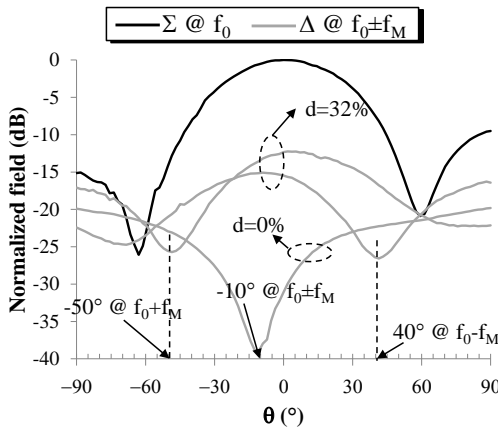 Σ @ f0 Δ @ f0±fM
0
-5
-10
-15
-20
-25
-30
-35
-40
Normalized field (dB)
d=32%
d=0%
-50° @ f0+fM
-10° @ f0±fM
40° @ f0-fM
−90 −60 −30 0 30 60 90
θ (°)